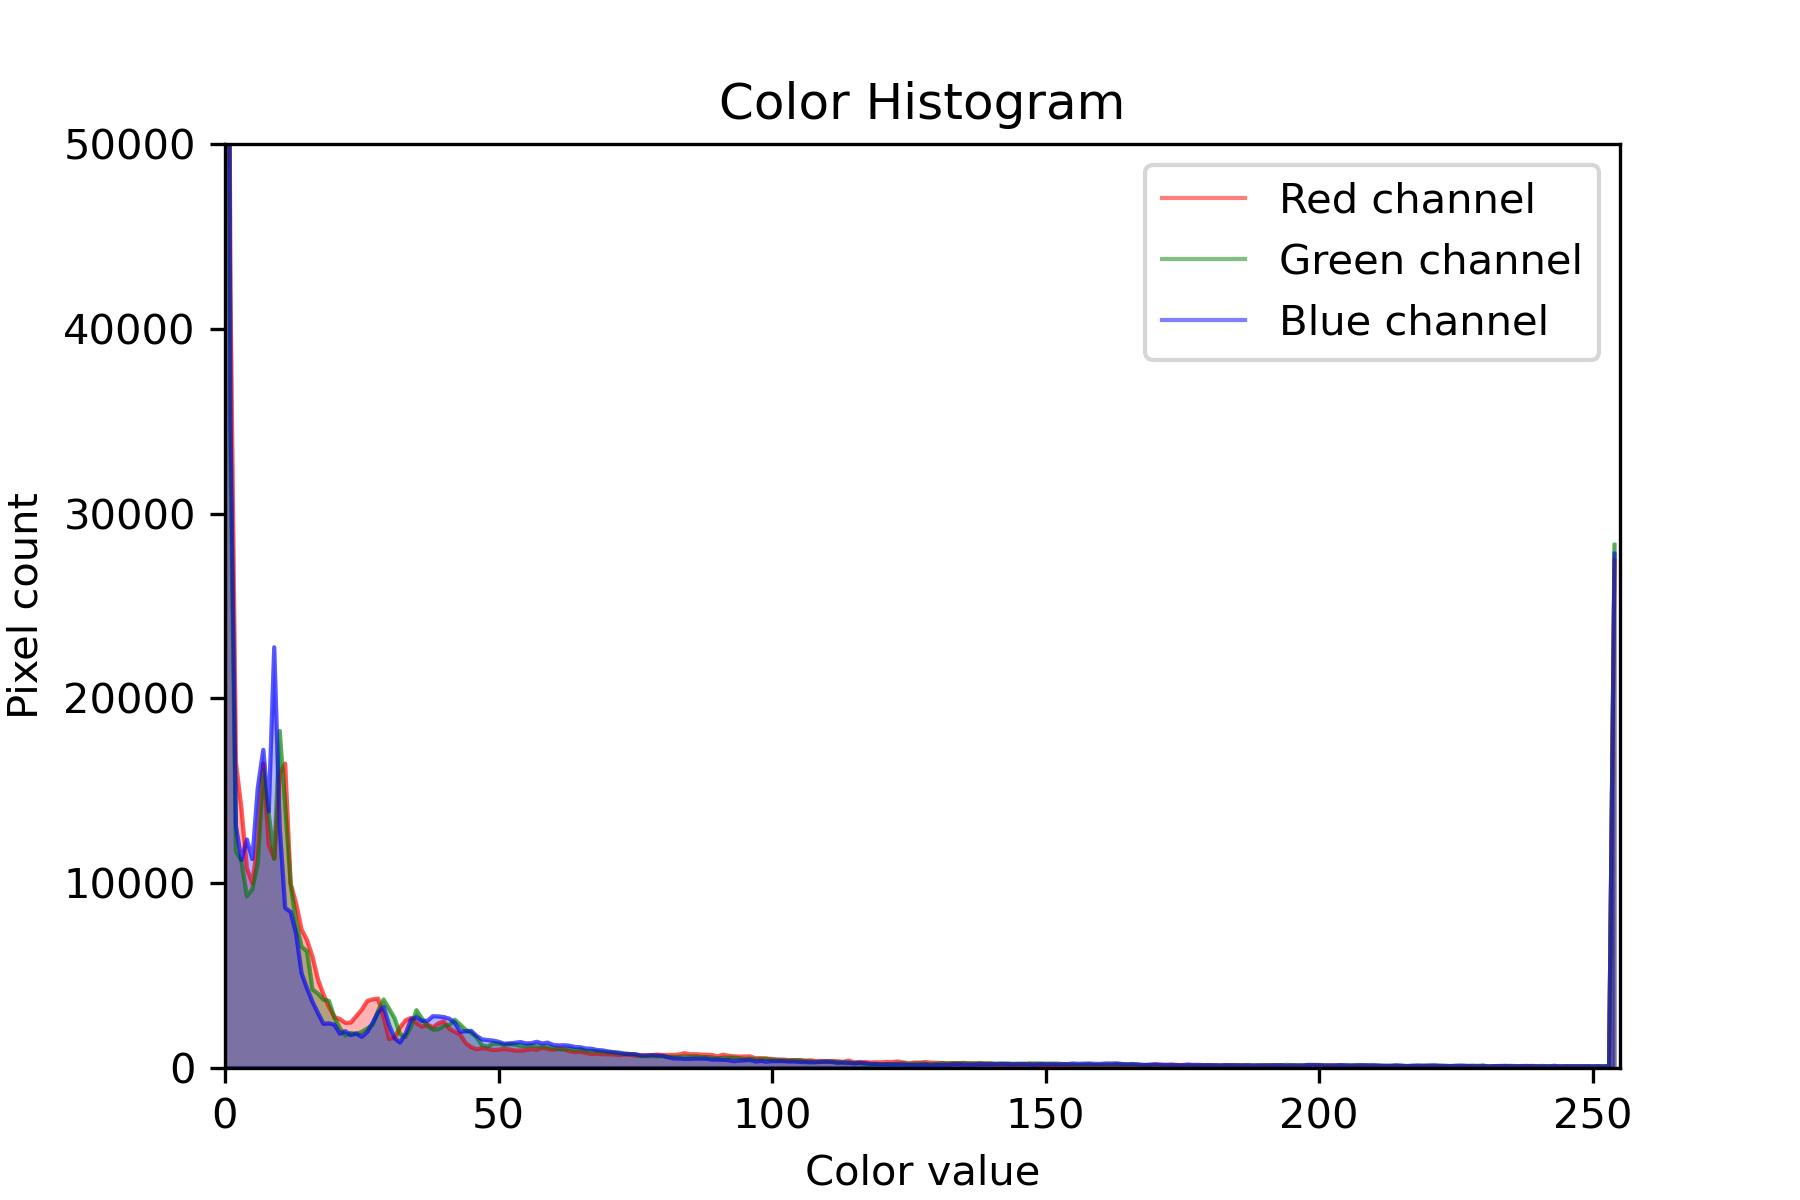 Color Histogram
50000
40000
30000
20000
10000
0
Pixel count
Red channel
Green channel
Blue channel
0 50 100 150 200 250
Color value